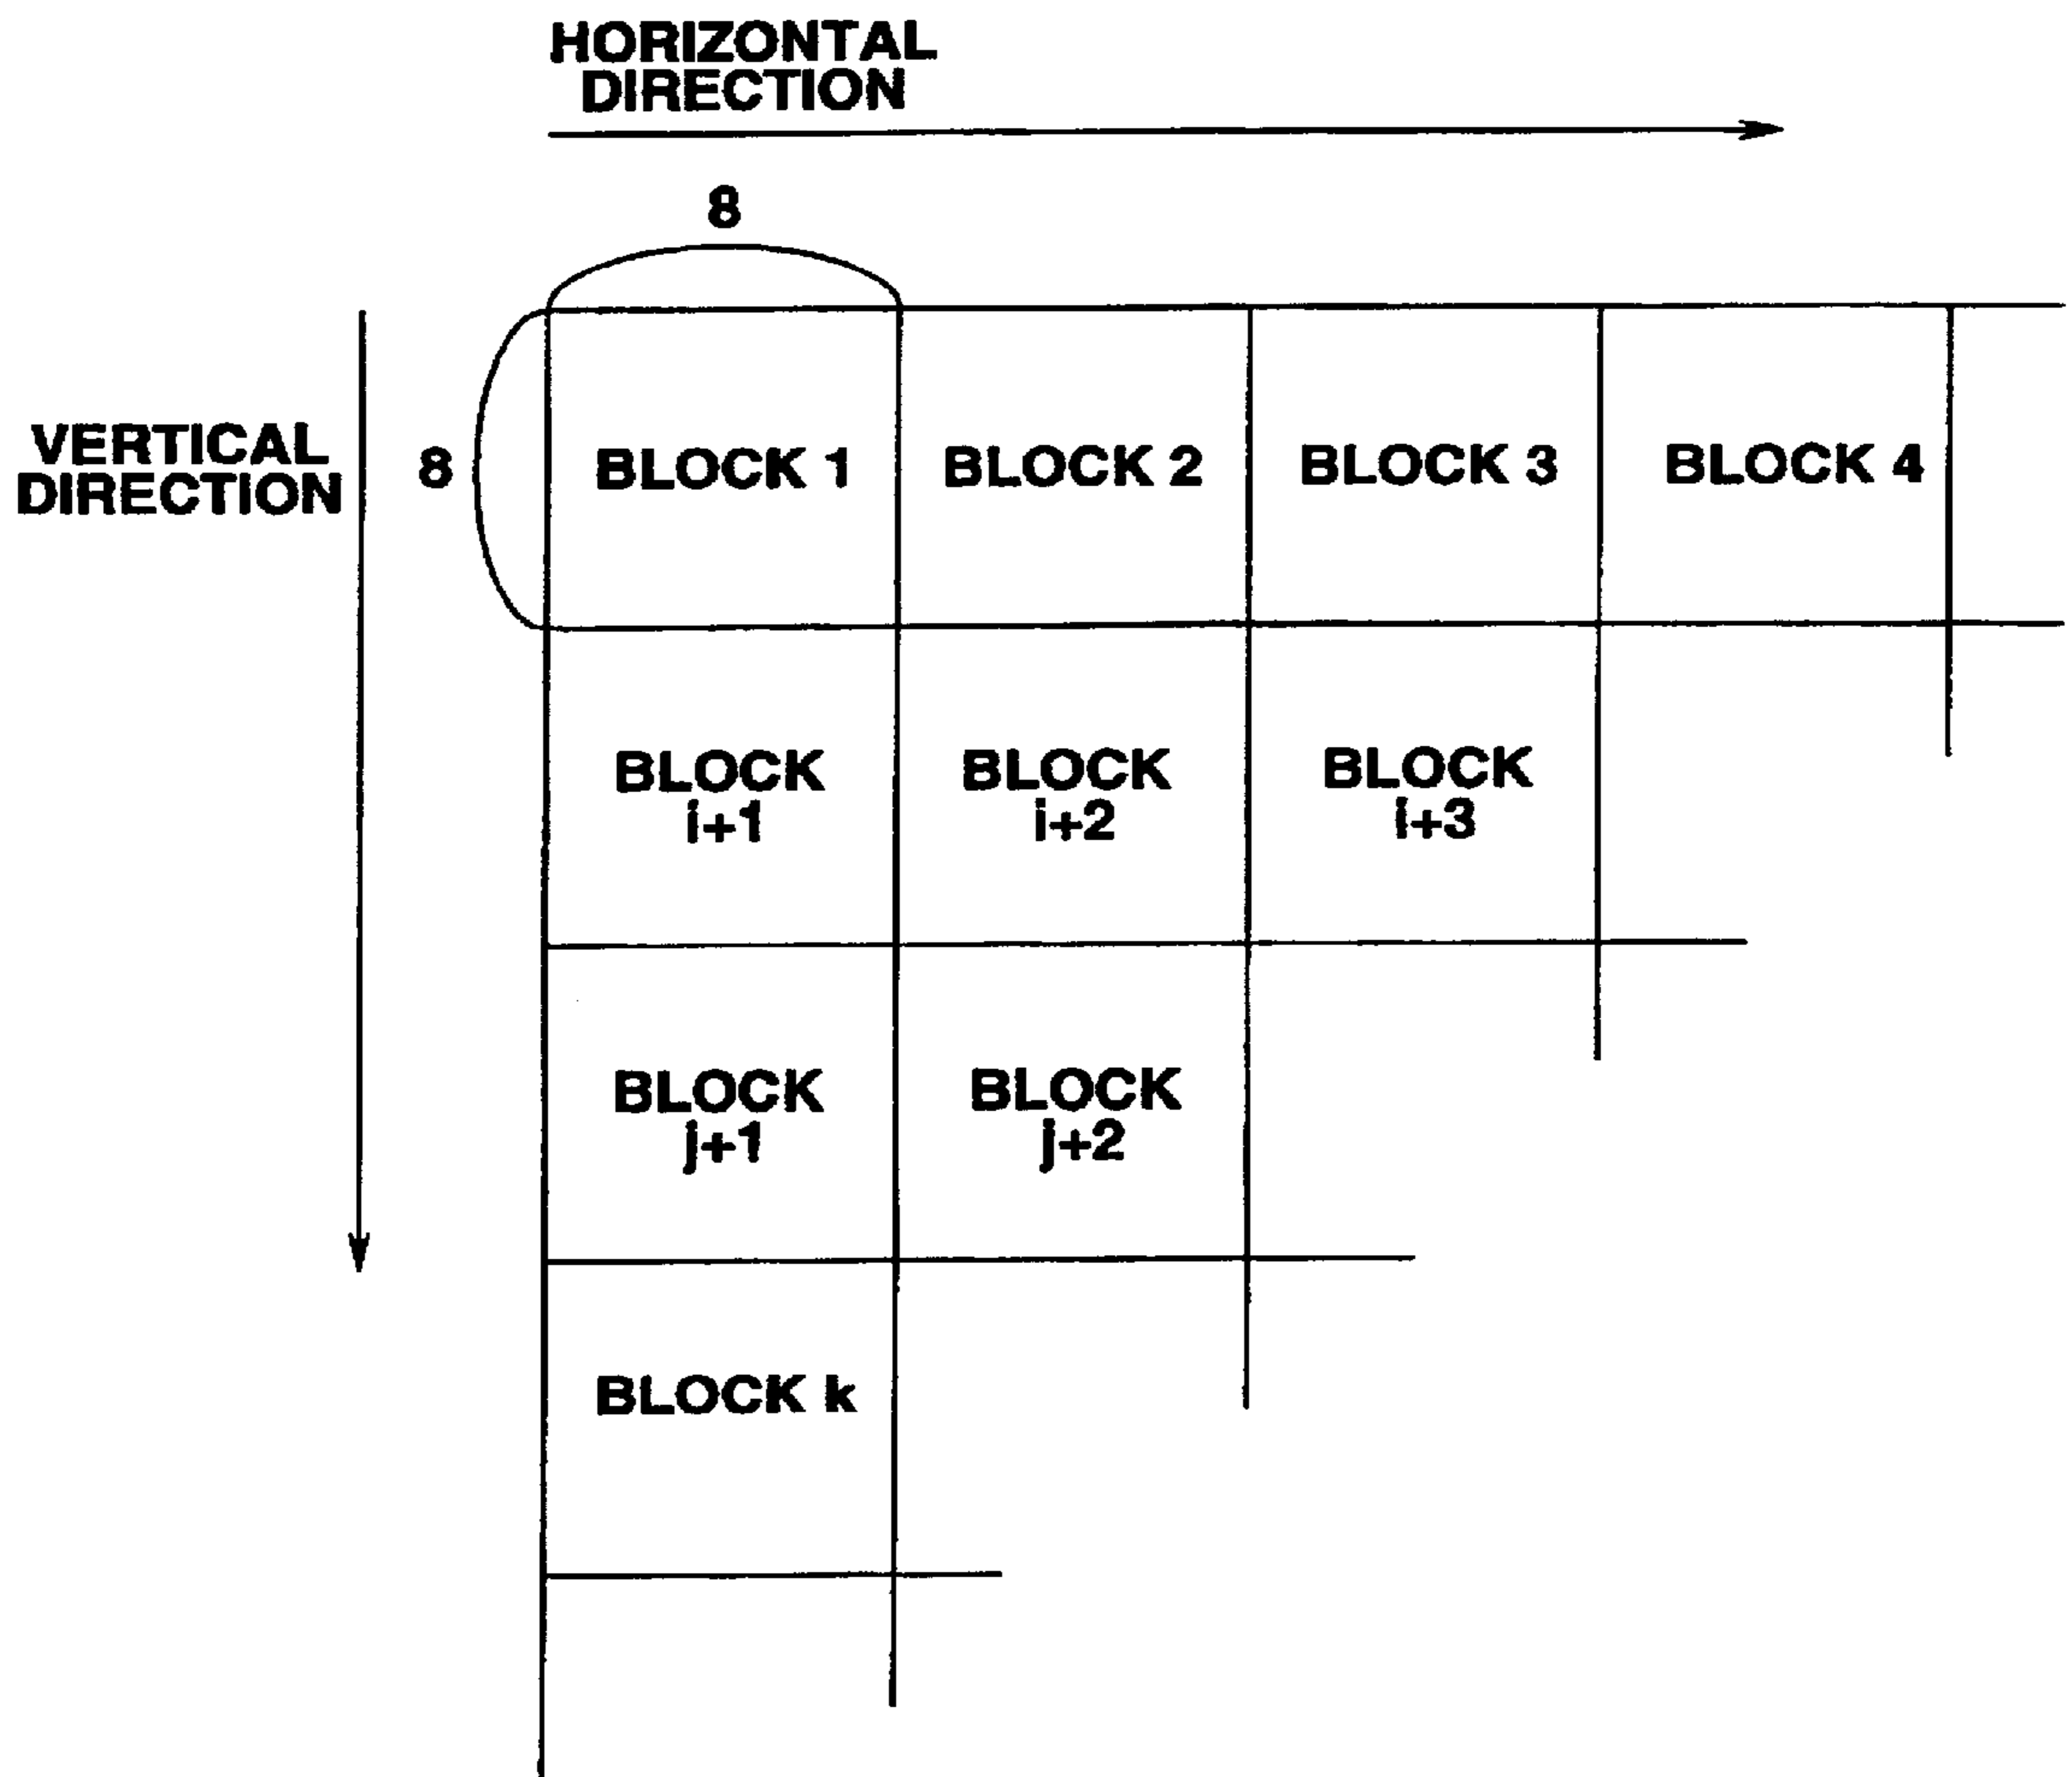 HORIZONTAL
DIRECTION
8
VERTICAL
DIRECTION
8
BLOCK 1
BLOCK 2
BLOCK 3
BLOCK 4
BLOCK
i+1
BLOCK
i+2
BLOCK
i+3
BLOCK
j+1
BLOCK
j+2
BLOCK k